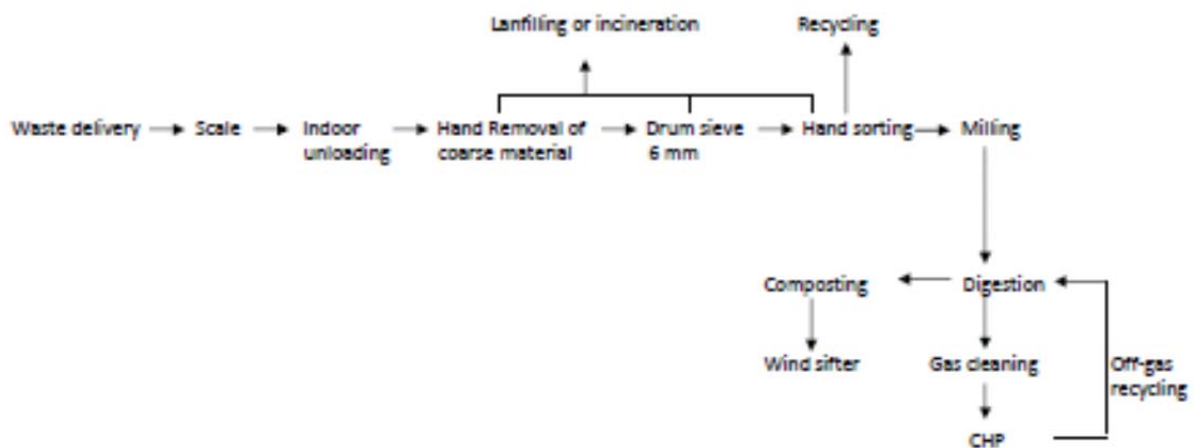 Lanfilling or incineration
Recycling
Waste delivery
Scale
Indoor
unloading
Hand Removal of
coarse material
Drum sieve
6 mm
Hand sorting
Milling
Composting
Digestion
Wind sifter
Gas cleaning
Off-gas
recycling
CHP